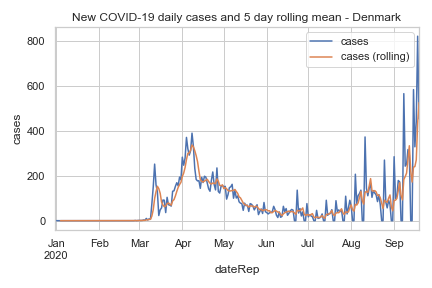 New COVID-19 daily cases and 5 day rolling mean - Denmark
cases
cases (rolling)
800
600
400
200
0
cases
Jan Feb Mar Apr May Jun Jul Aug Sep
2020
dateRep